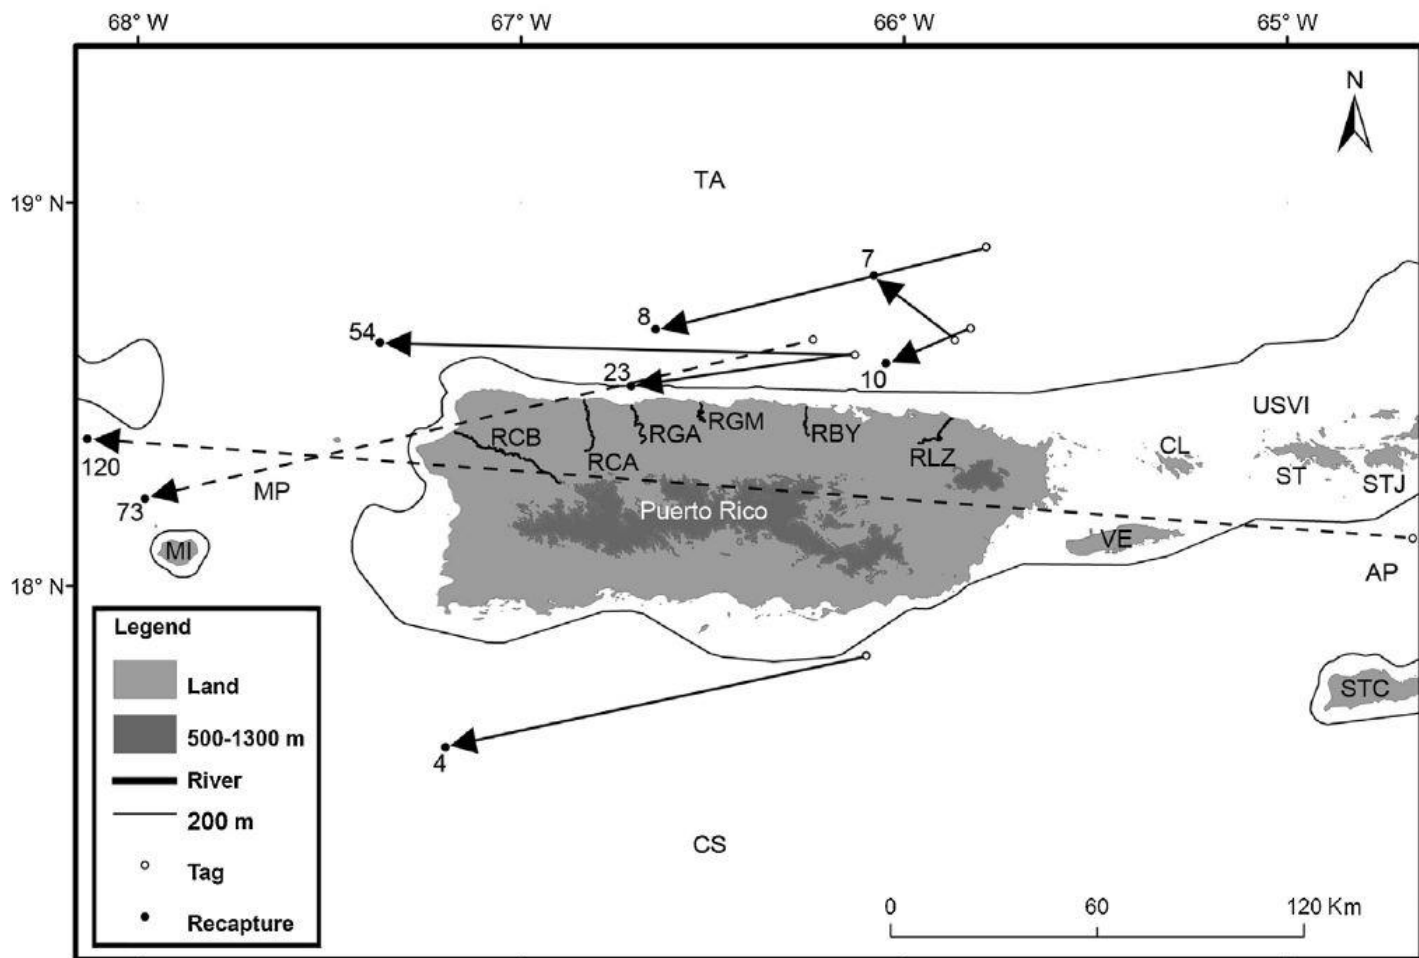 68° W 67° W 66° W 65° W
N
TA
19° N
7
8
54
23
10
USVI
RCB RGA RGM RBY CL
RCA RLZ ST STJ
120
MP
73
Puerto Rico
VE
MI
AP
18° N
Legend
Land
500-1300 m
River
200 m
Tag
Recapture
STC
4
CS
0 60 120 Km